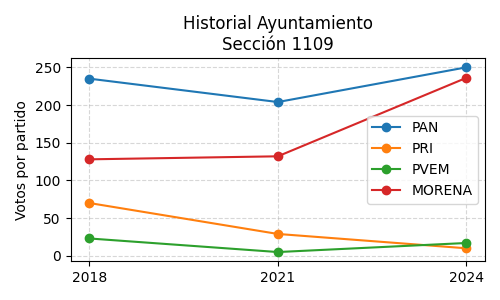 Historial Ayuntamiento
Sección 1109
Votos por partido
250
200
150
100
50
0
PAN
PRI
PVEM
MORENA
2018
2021
2024